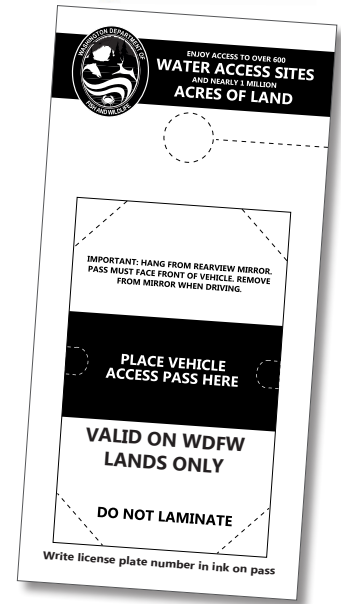 WASHINGTON DEPARTMENT OF
FISH AND WILDLIFE
ENJOY ACCESS TO OVER 600
WATER ACCESS SITES
AND NEARLY 1 MILLION
ACRES OF LAND
IMPORTANT: HANG FROM REARVIEW MIRROR.
PASS MUST FACE FRONT OF VEHICLE. REMOVE
FROM MIRROR WHEN DRIVING.
PLACE VEHICLE
ACCESS PASS HERE
VALID ON WDFW
LANDS ONLY
DO NOT LAMINATE
Write license plate number in ink on pass